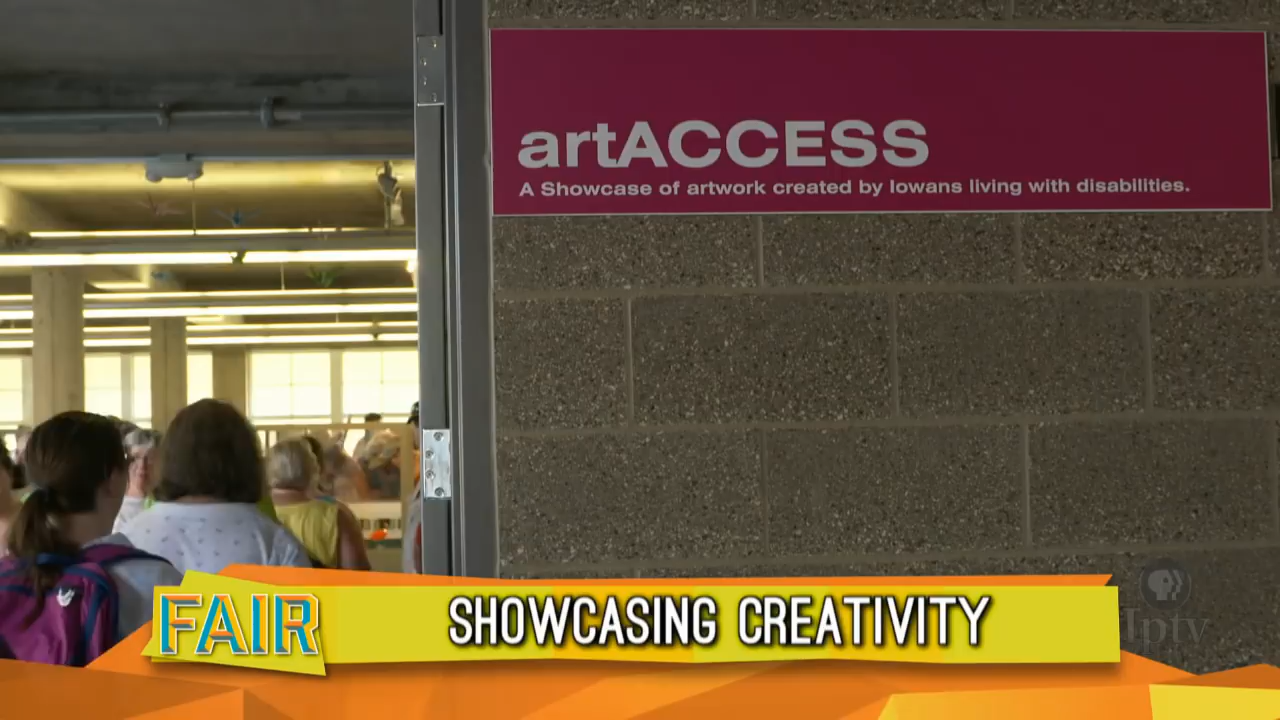 artACCESS
A Showcase of artwork created by Iowans living with disabilities.
FAIR
SHOWCASING CREATIVITY
Iptv